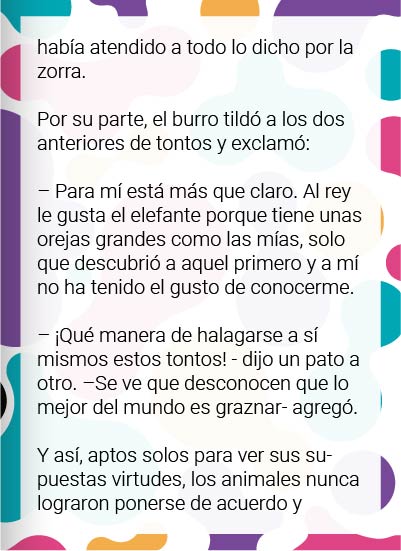 había atendido a todo lo dicho por la
zorra.
Por su parte, el burro tildó a los dos
anteriores de tontos y exclamó:
– Para mí está más que claro. Al rey
le gusta el elefante porque tiene unas
orejas grandes como las mías, solo
que descubrió a aquel primero y a mí
no ha tenido el gusto de conocerme.
– ¡Qué manera de halagarse a sí
mismos estos tontos! - dijo un pato a
otro. –Se ve que desconocen que lo
mejor del mundo es graznar- agregó.
Y así, aptos solos para ver sus su-
puestas virtudes, los animales nunca
lograron ponerse de acuerdo y